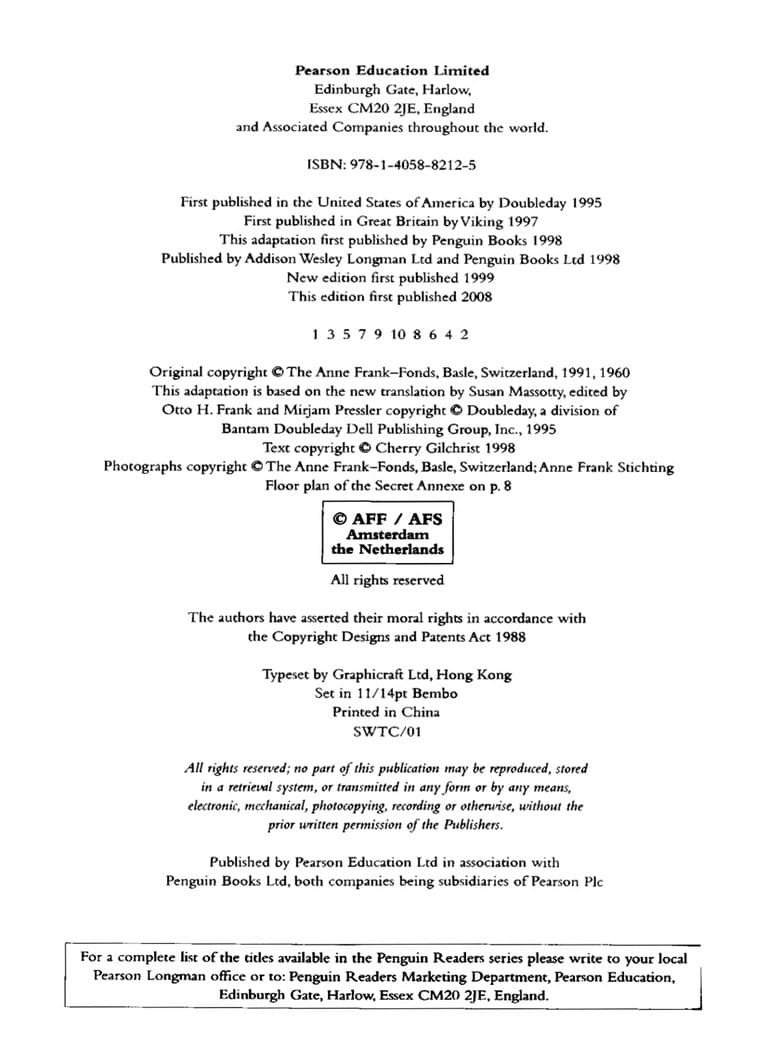 Pearson Education Limited
Edinburgh Gate, Harlow,
Essex CM20 2JE, England
and Associated Companies throughout the world.
ISBN: 978-1-4058-8212-5
First published in the United States of America by Doubleday 1995
First published in Great Britain by Viking 1997
This adaptation first published by Penguin Books 1998
Published by Addison Wesley Longman Ltd and Penguin Books Ltd 1998
New edition first published 1999
This edition first published 2008
1 3 5 7 9 10 8 6 4 2
Original copyright © The Anne Frank–Fonds, Basle, Switzerland, 1991, 1960
This adaptation is based on the new translation by Susan Massotty, edited by
Otto H. Frank and Mirjam Pressler copyright © Doubleday, a division of
Bantam Doubleday Dell Publishing Group, Inc., 1995
Text copyright © Cherry Gilchrist 1998
Photographs copyright © The Anne Frank–Fonds, Basle, Switzerland; Anne Frank Stichting
Floor plan of the Secret Annexe on p. 8
© AFF / AFS
Amsterdam
the Netherlands
All rights reserved
The authors have asserted their moral rights in accordance with
the Copyright Designs and Patents Act 1988
Typeset by Graphicraft Ltd, Hong Kong
Set in 11/14pt Bembo
Printed in China
SWTC/01
All rights reserved; no part of this publication may be reproduced, stored
in a retrieval system, or transmitted in any form or by any means,
electronic, mechanical, photocopying, recording or otherwise, without the
prior written permission of the Publishers.
Published by Pearson Education Ltd in association with
Penguin Books Ltd, both companies being subsidiaries of Pearson Plc
For a complete list of the titles available in the Penguin Readers series please write to your local
Pearson Longman office or to: Penguin Readers Marketing Department, Pearson Education,
Edinburgh Gate, Harlow, Essex CM20 2JE, England.